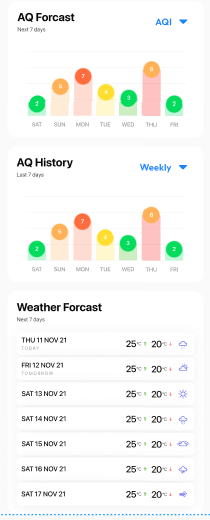 AQ Forcast
AQI
Next 7 days
2 5 7 4 3 8 2
SAT SUN MON TUE WED THU FRI
AQ History
Weekly
Last 7 days
2 5 7 4 3 8 2
SAT SUN MON TUE WED THU FRI
Weather Forcast
Next 7 days
THU 11 NOV 21 25°C ↑ 20°C ↓
TODAY
FRI 12 NOV 21 25°C ↑ 20°C ↓
TOMORROW
SAT 13 NOV 21 25°C ↑ 20°C ↓
SAT 14 NOV 21 25°C ↑ 20°C ↓
SAT 15 NOV 21 25°C ↑ 20°C ↓
SAT 16 NOV 21 25°C ↑ 20°C ↓
SAT 17 NOV 21 25°C ↑ 20°C ↓